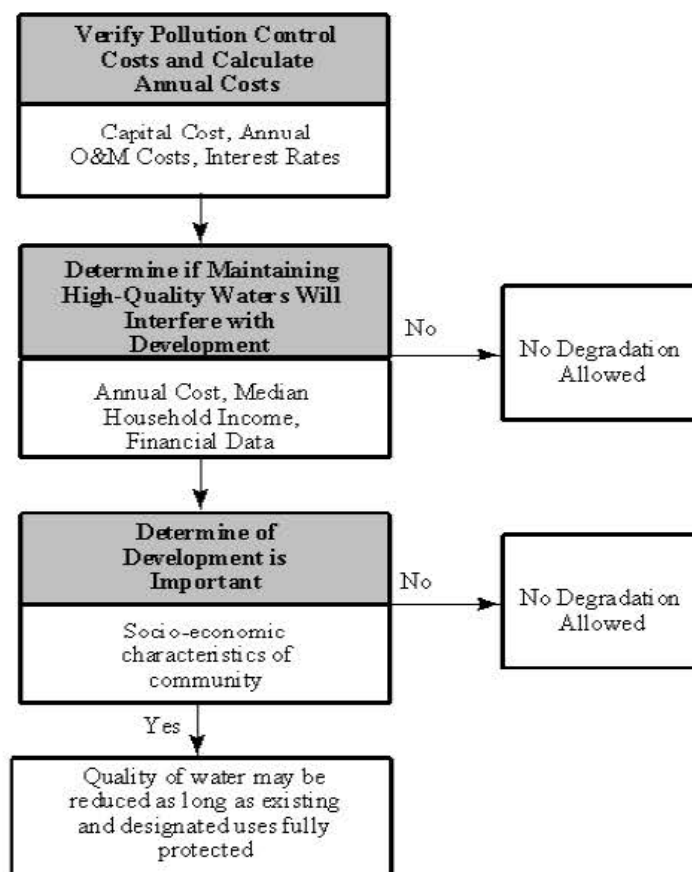 Verify Pollution Control
Costs and Calculate
Annual Costs
Capital Cost, Annual
O&M Costs, Interest Rates
Determine if Maintaining
High-Quality Waters Will
Interfere with
Development
No
No Degradation
Allowed
Annual Cost, Median
Household Income,
Financial Data
Determine of
Development is
Important
No
No Degradation
Allowed
Socio-economic
characteristics of
community
Yes
Quality of water may be
reduced as long as existing
and designated uses fully
protected